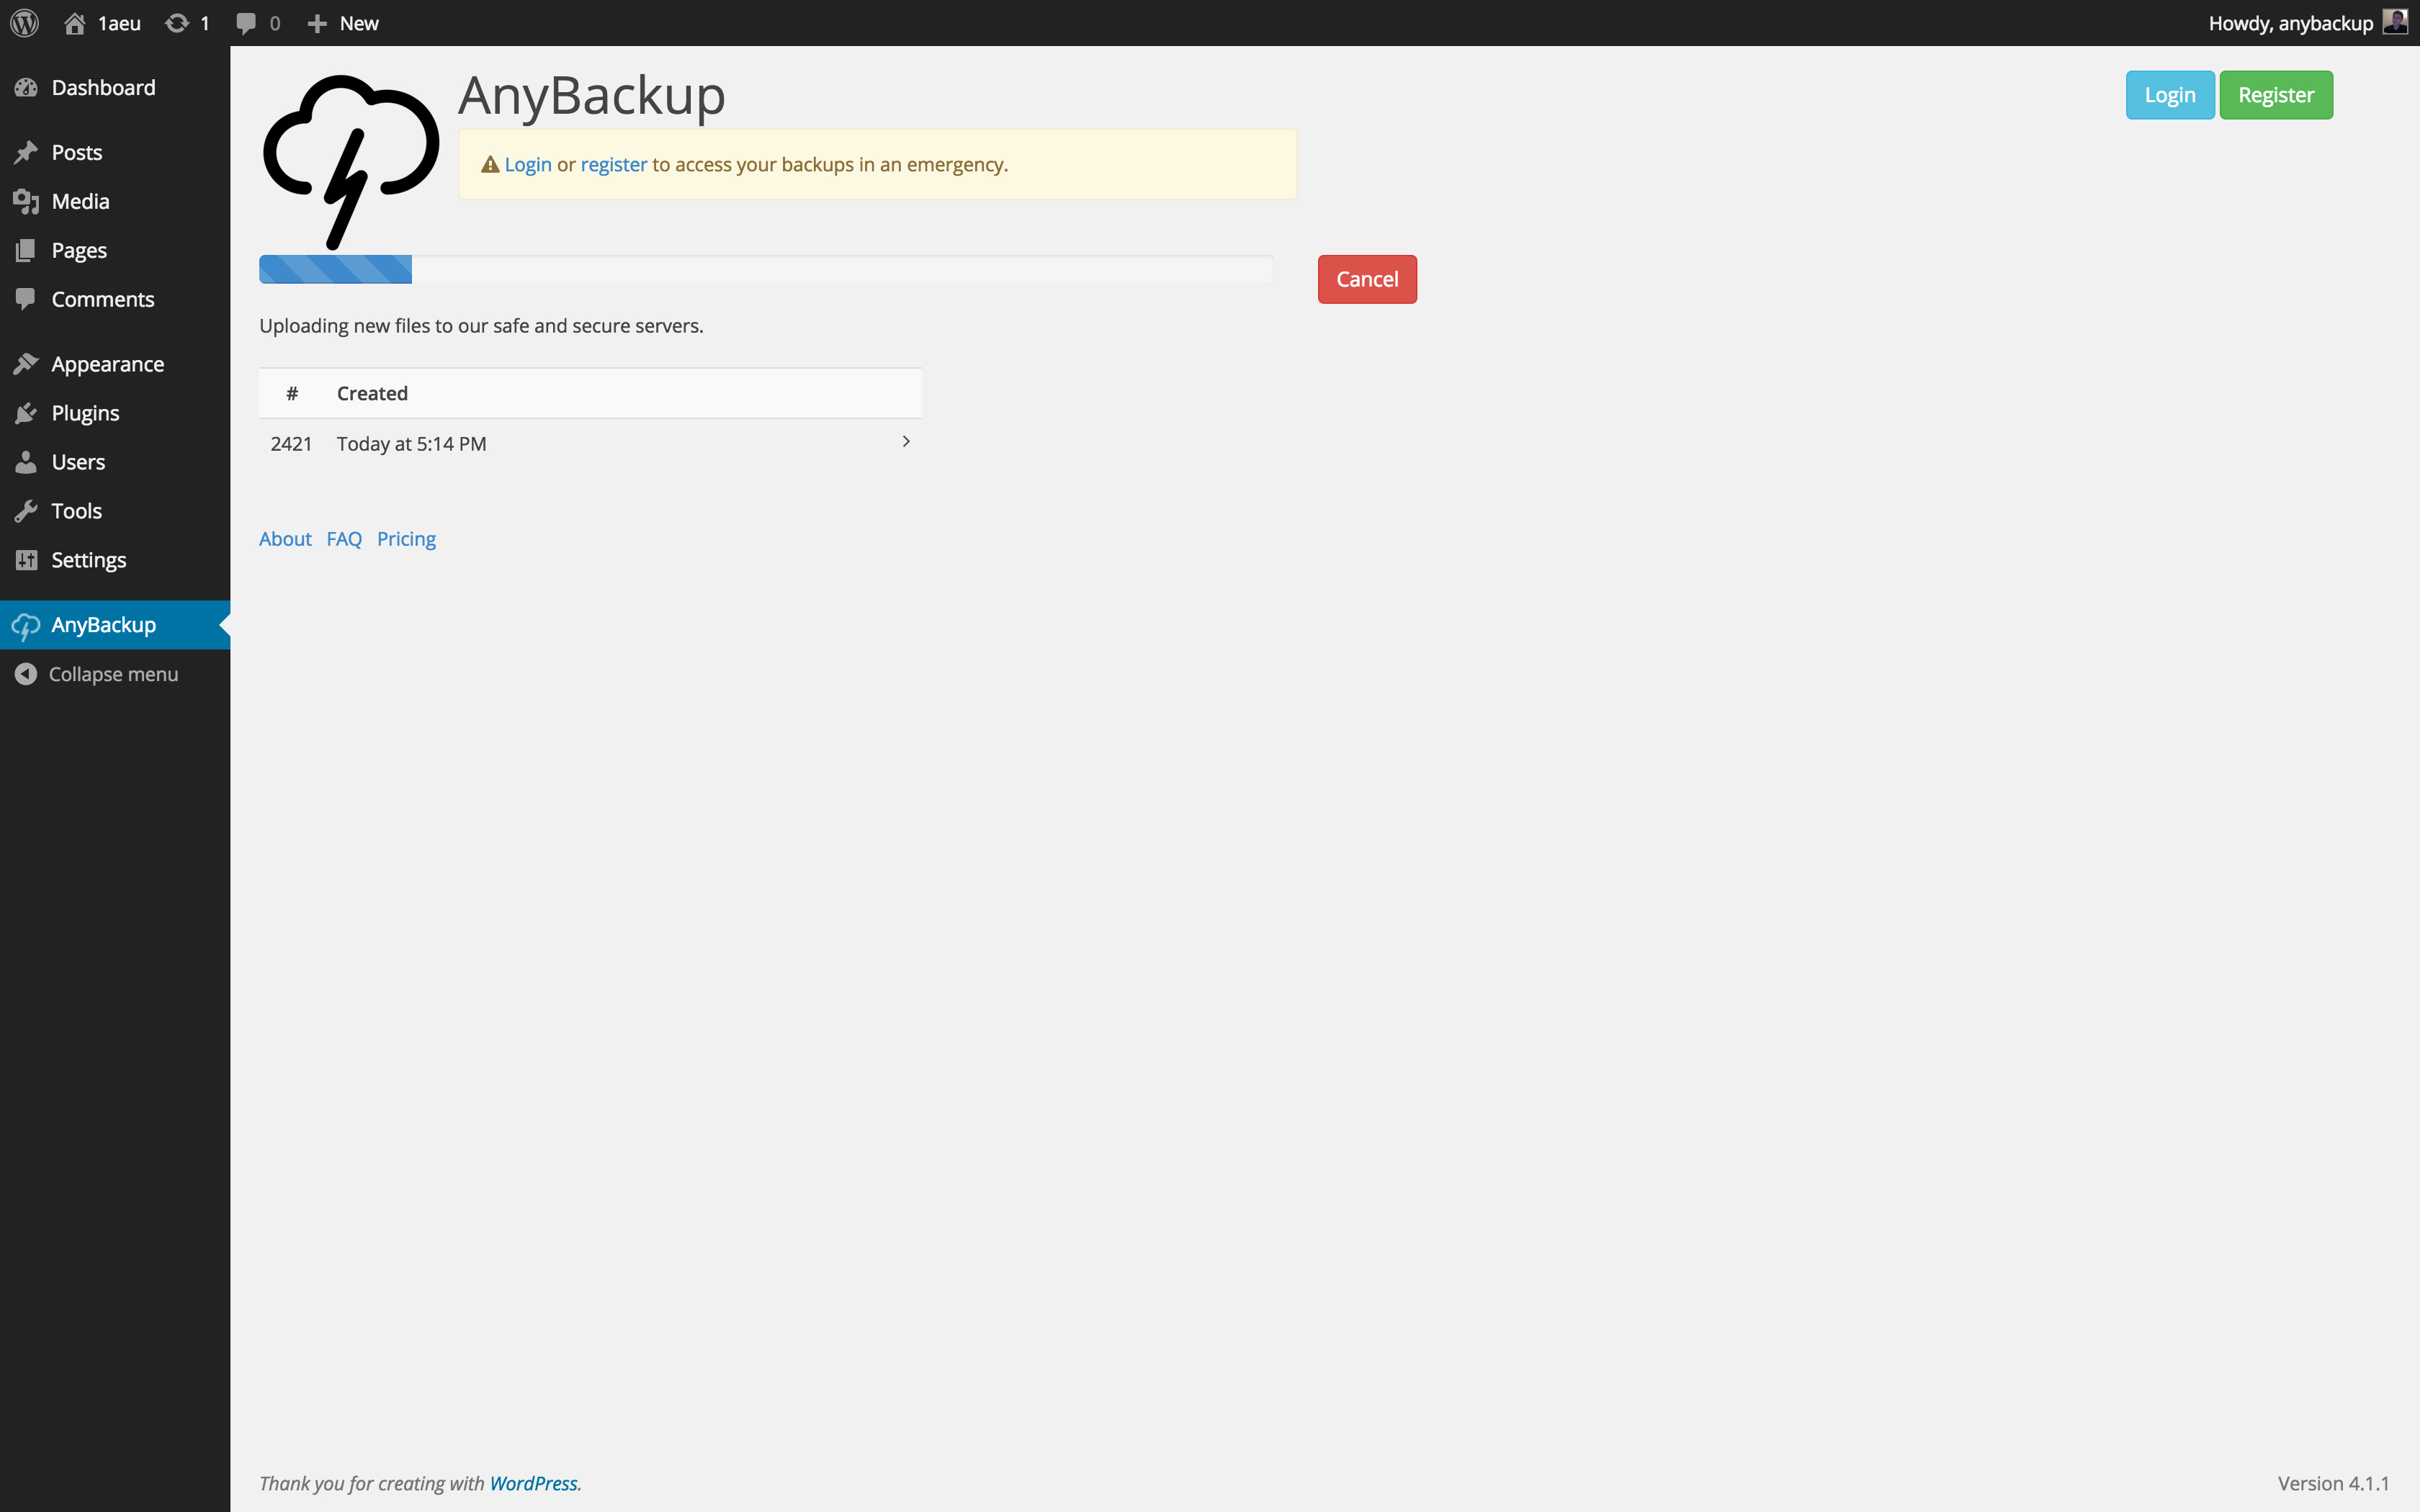 1aeu 1 0 New Howdy, anybackup
Dashboard
Posts
Media
Pages
Comments
Appearance
Plugins
Users
Tools
Settings
AnyBackup
Collapse menu
AnyBackup
Login Register
Login or register to access your backups in an emergency.
Cancel
Uploading new files to our safe and secure servers.
# Created
2421 Today at 5:14 PM
About FAQ Pricing
Thank you for creating with WordPress.
Version 4.1.1